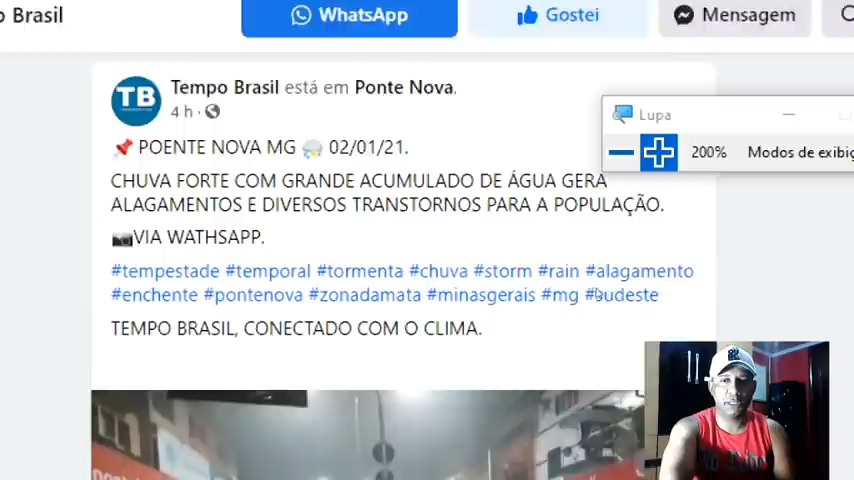 o Brasil
WhatsApp
Gostei
Mensagem
TB
Tempo Brasil está em Ponte Nova.
4 h ·
Lupa
200%
Modos de exibiç
POENTE NOVA MG 02/01/21.
CHUVA FORTE COM GRANDE ACUMULADO DE ÁGUA GERA
ALAGAMENTOS E DIVERSOS TRANSTORNOS PARA A POPULAÇÃO.
VIA WATHSAPP.
#tempestade #temporal #tormenta #chuva #storm #rain #alagamento
#enchente #pontenova #zonadamata #minasgerais #mg #sudeste
TEMPO BRASIL, CONECTADO COM O CLIMA.